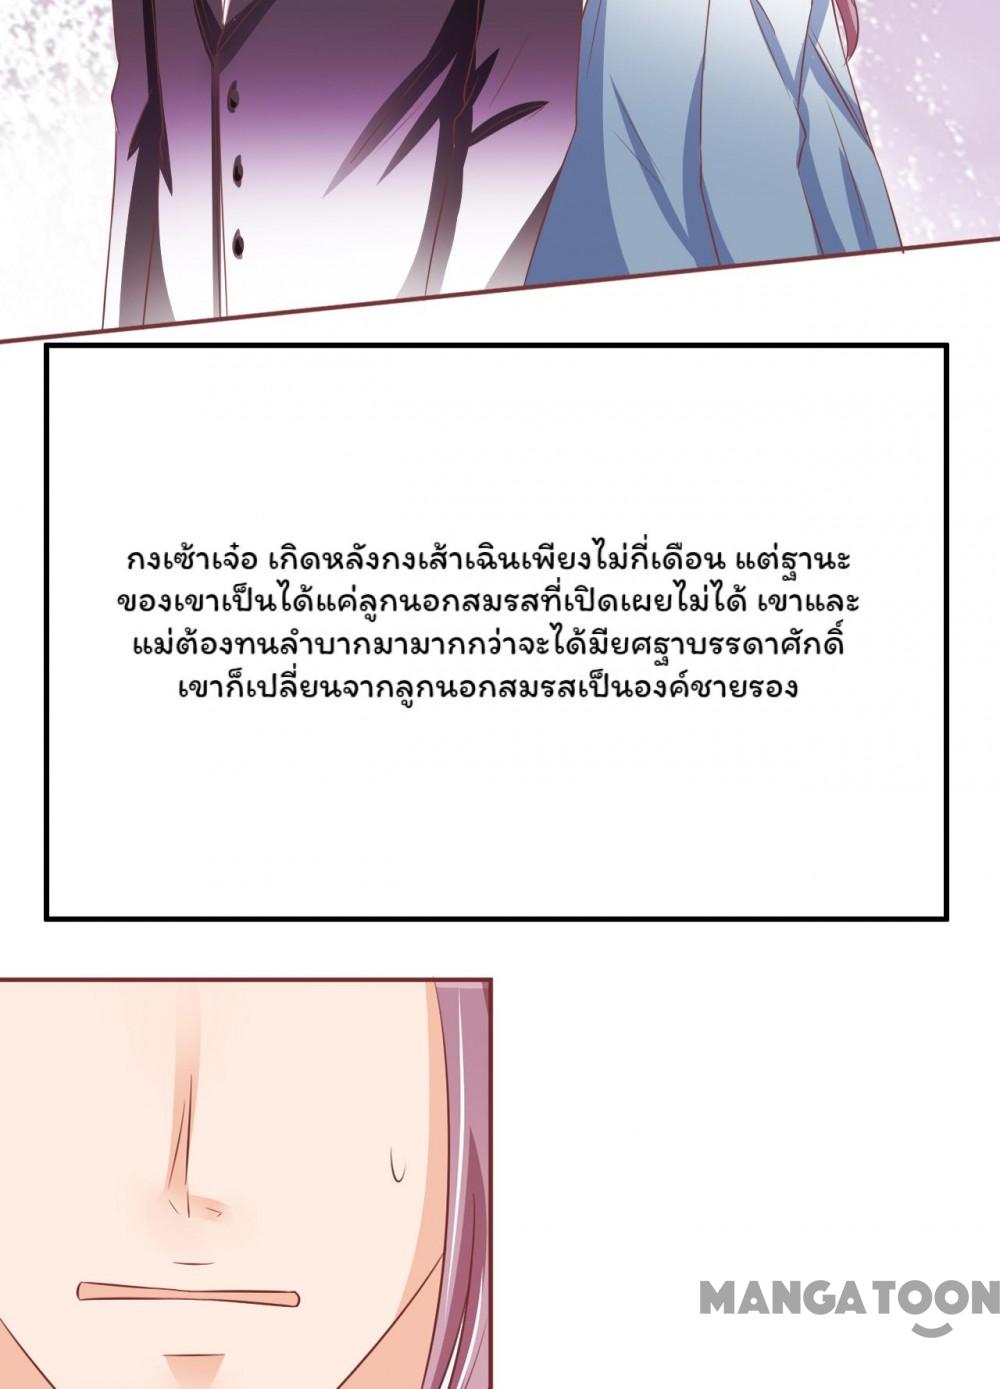 กงเซ้าเจ๋อ เกิดหลังกงเส้าเฉินเพียงไม่กี่เดือน แต่ฐานะ
ของเขาเป็นได้แค่ลูกนอกสมรสที่เปิดเผยไม่ได้ เขาและ
แม่ต้องทนลำบากมามากกว่าจะได้มียศฐาบรรดาศักดิ์
เขาก็เปลี่ยนจากลูกนอกสมรสเป็นองค์ชายรอง
MANGATOON